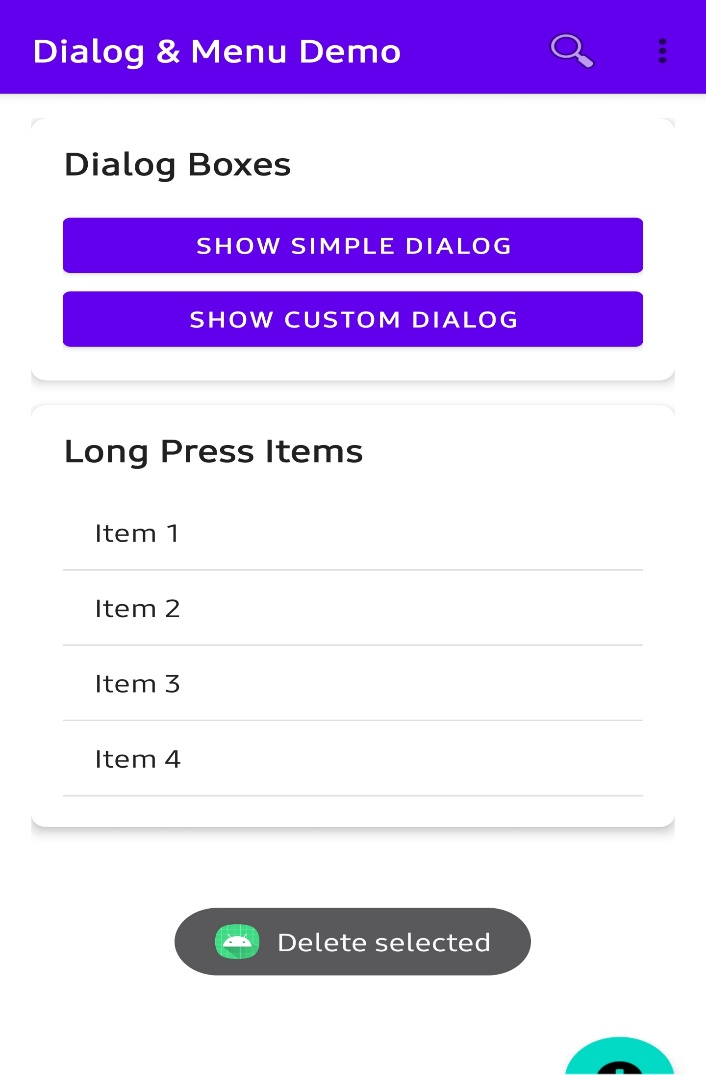 Dialog & Menu Demo
Dialog Boxes
SHOW SIMPLE DIALOG
SHOW CUSTOM DIALOG
Long Press Items
Item 1
Item 2
Item 3
Item 4
Delete selected